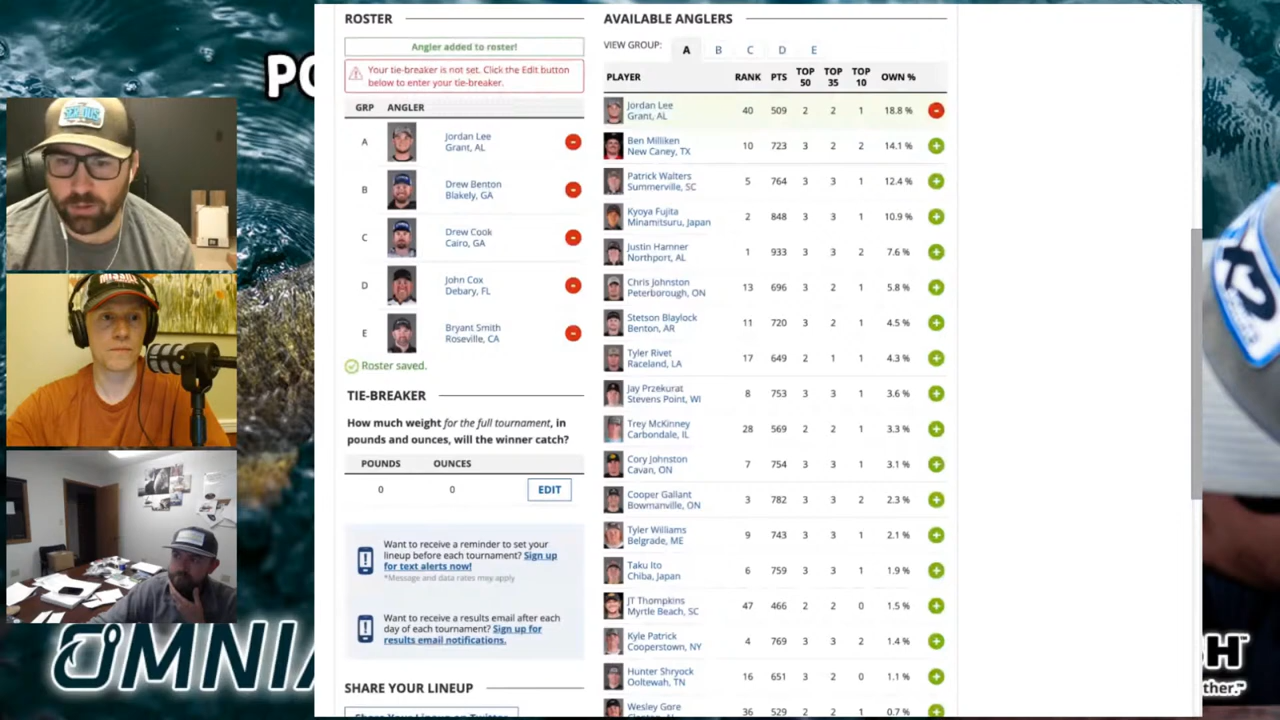 PO
ROSTER
Angler added to roster!
Your tie-breaker is not set. Click the Edit button
below to enter your tie-breaker.
GRP ANGLER
A Jordan Lee
Grant, AL
B Drew Benton
Blakely, GA
C Drew Cook
Cairo, GA
D John Cox
Debary, FL
E Bryant Smith
Roseville, CA
Roster saved.
TIE-BREAKER
How much weight for the full tournament, in
pounds and ounces, will the winner catch?
POUNDS OUNCES
0 0 EDIT
Want to receive a reminder to set your
lineup before each tournament? Sign up
for text alerts now!
*Message and data rates may apply
Want to receive a results email after each
day of each tournament? Sign up for
results email notifications.
SHARE YOUR LINEUP
Share Your Lineup on Twitter
AVAILABLE ANGLERS
VIEW GROUP: A B C D E
PLAYER RANK PTS TOP 50 TOP 35 TOP 10 OWN %
Jordan Lee
Grant, AL 40 509 2 2 1 18.8 %
Ben Milliken
New Caney, TX 10 723 3 2 2 14.1 %
Patrick Walters
Summerville, SC 5 764 3 3 1 12.4 %
Kyoya Fujita
Minamitsuru, Japan 2 848 3 3 1 10.9 %
Justin Hamner
Northport, AL 1 933 3 3 2 7.6 %
Chris Johnston
Peterborough, ON 13 696 3 2 1 5.8 %
Stetson Blaylock
Benton, AR 11 720 3 2 1 4.5 %
Tyler Rivet
Raceland, LA 17 649 2 1 1 4.3 %
Jay Przekurat
Stevens Point, WI 8 753 3 3 1 3.6 %
Trey McKinney
Carbondale, IL 28 569 2 2 1 3.3 %
Cory Johnston
Cavan, ON 7 754 3 3 1 3.1 %
Cooper Gallant
Bowmanville, ON 3 782 3 3 2 2.3 %
Tyler Williams
Belgrade, ME 9 743 3 3 1 2.1 %
Taku Ito
Chiba, Japan 6 759 3 3 1 1.9 %
JT Thompkins
Myrtle Beach, SC 47 466 2 2 0 1.5 %
Kyle Patrick
Cooperstown, NY 4 769 3 3 2 1.4 %
Hunter Shryock
Ooltewah, TN 16 651 3 2 0 1.1 %
Wesley Gore
36 529 2 2 1 0.7 %
OMNIA
H™
ther.™